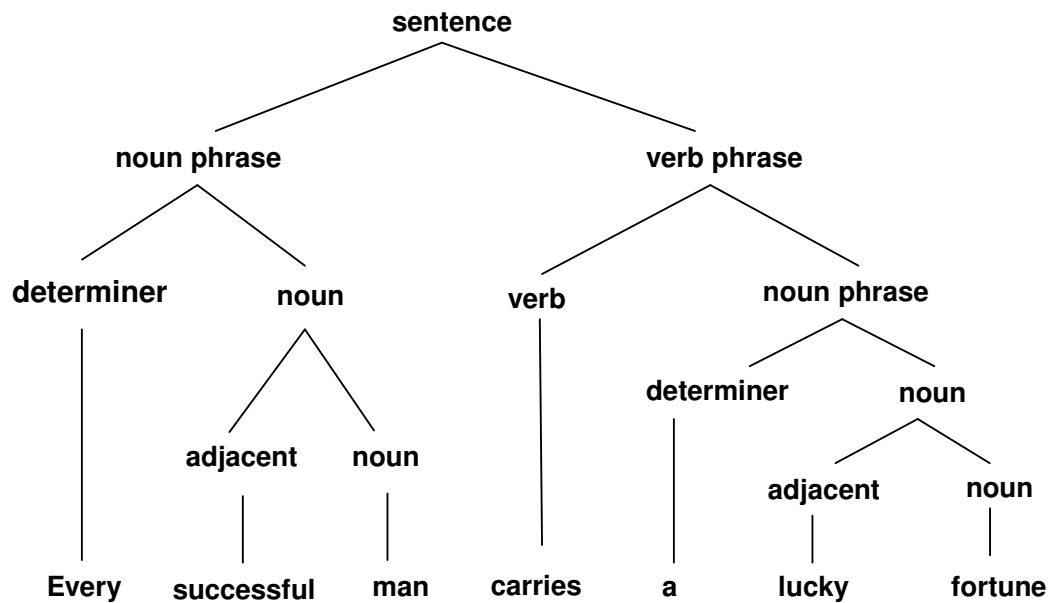 sentence
noun phrase verb phrase
determiner noun verb noun phrase
determiner noun
adjacent noun
adjacent noun
Every successful man carries a lucky fortune